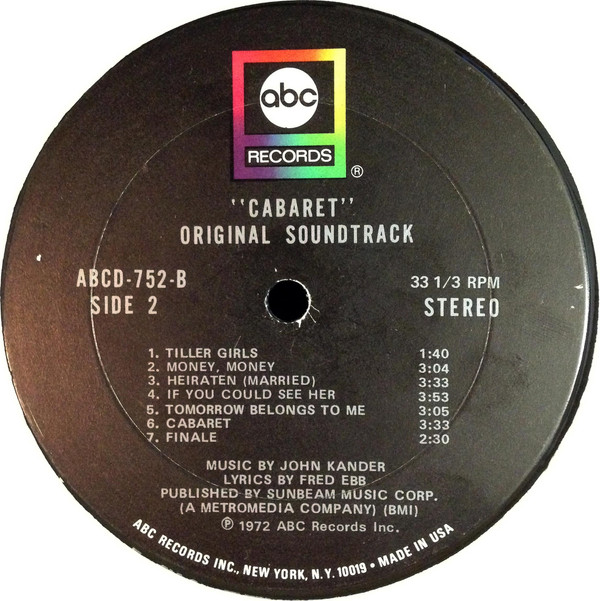 abc
RECORDS
®
"CABARET"
ORIGINAL SOUNDTRACK
ABCD-752-B 33 1/3 RPM
SIDE 2 STEREO
1. TILLER GIRLS 1:40
2. MONEY, MONEY 3:04
3. HEIRATEN (MARRIED) 3:33
4. IF YOU COULD SEE HER 3:53
5. TOMORROW BELONGS TO ME 3:05
6. CABARET 3:33
7. FINALE 2:30
MUSIC BY JOHN KANDER
LYRICS BY FRED EBB
PUBLISHED BY SUNBEAM MUSIC CORP.
(A METROMEDIA COMPANY) (BMI)
℗ 1972 ABC Records Inc.
ABC RECORDS INC., NEW YORK, N.Y. 10019 • MADE IN USA